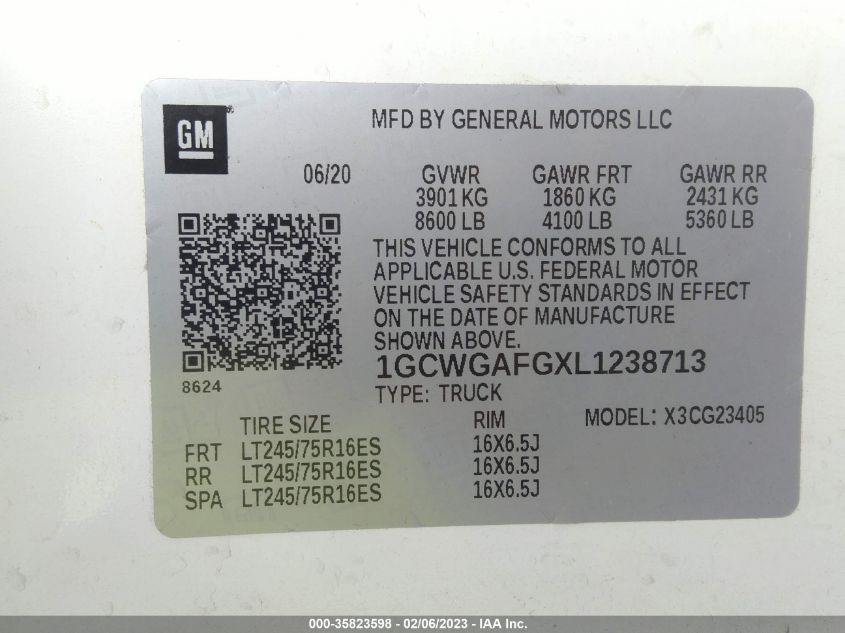 GM
MFD BY GENERAL MOTORS LLC
06/20 GVWR GAWR FRT GAWR RR
3901 KG 1860 KG 2431 KG
8600 LB 4100 LB 5360 LB
THIS VEHICLE CONFORMS TO ALL
APPLICABLE U.S. FEDERAL MOTOR
VEHICLE SAFETY STANDARDS IN EFFECT
ON THE DATE OF MANUFACTURE
SHOWN ABOVE.
1GCWGAFGXL1238713
8624
TYPE: TRUCK
TIRE SIZE RIM MODEL: X3CG23405
FRT LT245/75R16ES 16X6.5J
RR LT245/75R16ES 16X6.5J
SPA LT245/75R16ES 16X6.5J
000-35823598 - 02/06/2023 - IAA Inc.